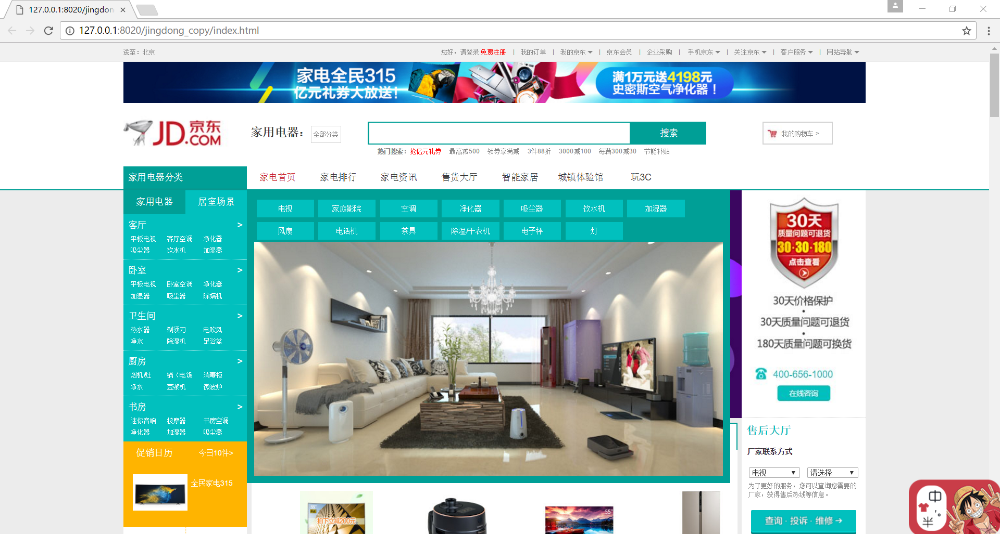 127.0.0.1:8020/jingdon
127.0.0.1:8020/jingdong_copy/index.html
送至：北京
您好，请登录 免费注册 | 我的订单 | 我的京东 | 京东会员 | 企业采购 | 手机京东 | 关注京东 | 客户服务 | 网站导航
家电全民315
亿元礼券大放送！
满1万元送4198元
史密斯空气净化器！
JD.京东
.COM
家用电器：
全部分类
搜索
我的购物车 >
热门搜索：抢亿元礼券 最高减500 领券享满减 3件88折 3000减100 每满300减30 节能补贴
家用电器分类
家电首页 家电排行 家电资讯 售货大厅 智能家居 城镇体验馆 玩3C
家用电器 居室场景
客厅 >
平板电视 客厅空调 净化器
吸尘器 饮水机 加湿器
卧室 >
平板电视 卧室空调 净化器
加湿器 吸尘器 除螨机
卫生间 >
热水器 剃须刀 电吹风
净水 除湿机 足浴盆
厨房 >
烟机/灶 锅（电饭 消毒柜
净水 豆浆机 微波炉
书房 >
迷你音响 按摩器 书房空调
净化器 加湿器 吸尘器
促销日历 今日10件>
全民家电315
电视 家庭影院 空调 净化器 吸尘器 饮水机 加湿器
风扇 电话机 茶具 除湿/干衣机 电子秤 灯
55"
拍下立减200元
55"
30天
质量问题可退货
30·30·180
点击查看
30天价格保护
30天质量问题可退货
180天质量问题可换货
400-656-1000
在线咨询
售后大厅
厂家联系方式
电视 请选择
为了更好的服务，您可以查询您需要的
厂家，获得售后热线等信息。
查询 · 投诉 · 维修 →
中
半